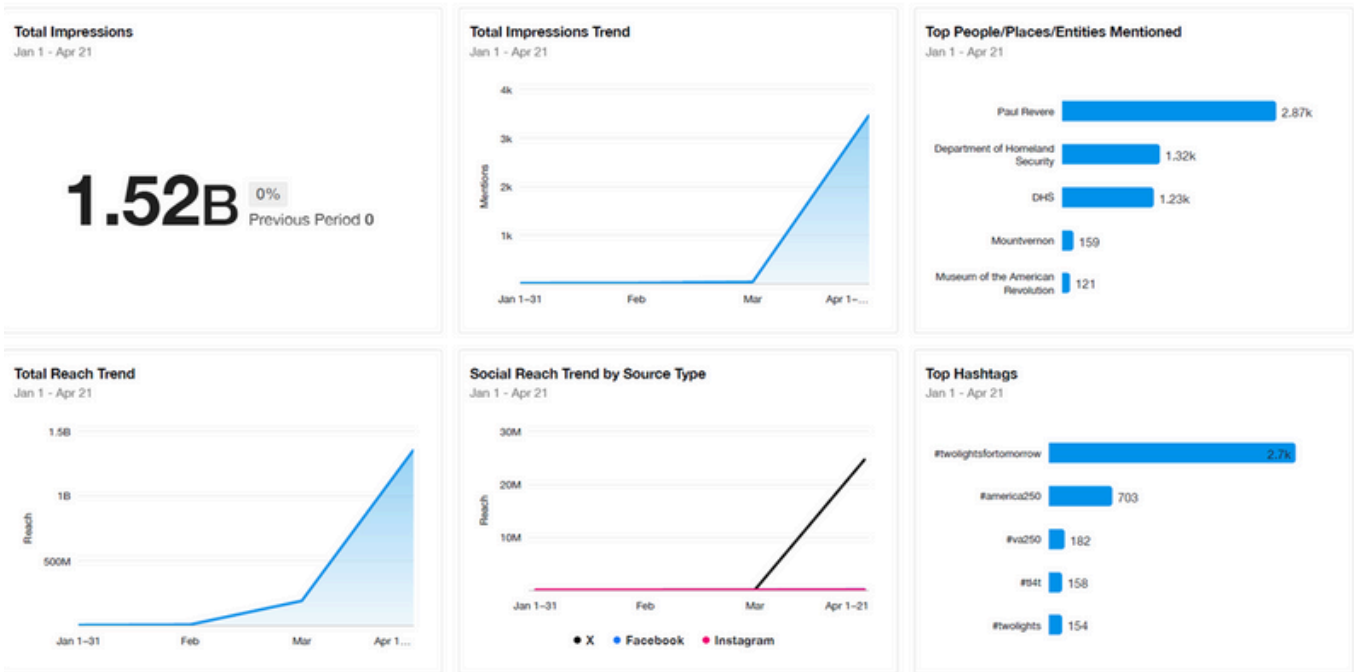 Total Impressions
Jan 1 - Apr 21
1.52B
0%
Previous Period 0
Total Impressions Trend
Jan 1 - Apr 21
4k
3k
2k
1k
Mentions
Jan 1–31
Feb
Mar
Apr 1–...
Top People/Places/Entities Mentioned
Jan 1 - Apr 21
Paul Revere
2.87k
Department of Homeland
Security
1.32k
DHS
1.23k
Mountvernon
159
Museum of the American
Revolution
121
Total Reach Trend
Jan 1 - Apr 21
1.5B
1B
500M
Reach
Jan 1–31
Feb
Mar
Apr 1...
Social Reach Trend by Source Type
Jan 1 - Apr 21
30M
20M
10M
Reach
Jan 1–31
Feb
Mar
Apr 1–21
X
Facebook
Instagram
Top Hashtags
Jan 1 - Apr 21
#twolightsfortomorrow
2.7k
#america250
703
#va250
182
158
#twolights
154